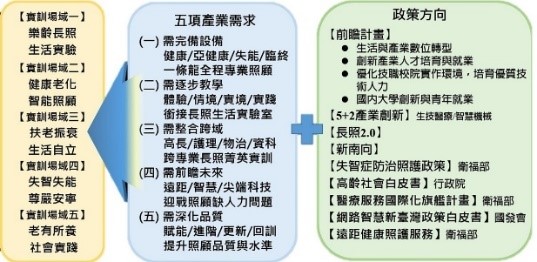 【實訓場域一】
樂齡長照
生活實驗
【實訓場域二】
健康老化
智能照顧
【實訓場域三】
扶老振衰
生活自立
【實訓場域四】
失智失能
尊嚴安寧
【實訓場域五】
老有所養
社會實踐
五項產業需求
(一) 需完備設備
健康/亞健康/失能/臨終
一條龍全程專業照顧
(二) 需逐步教學
體驗/情境/實境/實踐
銜接長照生活實驗室
(三) 需整合跨域
高長/護理/物治/資科
跨專業長照菁英實訓
(四) 需前瞻未來
遠距/智慧/尖端科技
迎戰照顧缺人力問題
(五) 需深化品質
賦能/進階/更新/回訓
提升照顧品質與水準
政策方向
【前瞻計畫】
● 生活與產業數位轉型
● 創新產業人才培育與就業
● 優化技職校院實作環境，培育優質技
術人力
● 國內大學創新與青年就業
【5+2產業創新】生技醫療/智慧機械
【長照2.0】
【新南向】
【失智症防治照護政策】衛福部
【高齡社會白皮書】行政院
【醫療服務國際化旗艦計畫】衛福部
【網路智慧新臺灣政策白皮書】國發會
【遠距健康照護服務】衛福部